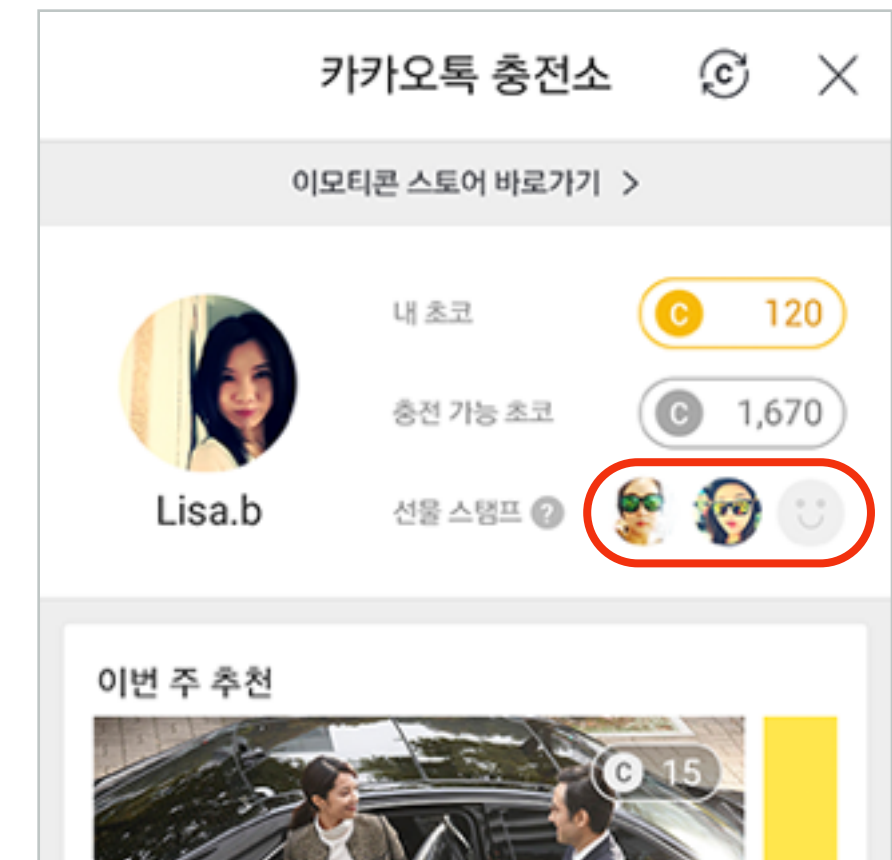 카카오톡 충전소 C
이모티콘 스토어 바로가기 >
내 초코 C 120
충전 가능 초코 C 1,670
Lisa.b 선물 스탬프 ?
이번 주 추천
C 15